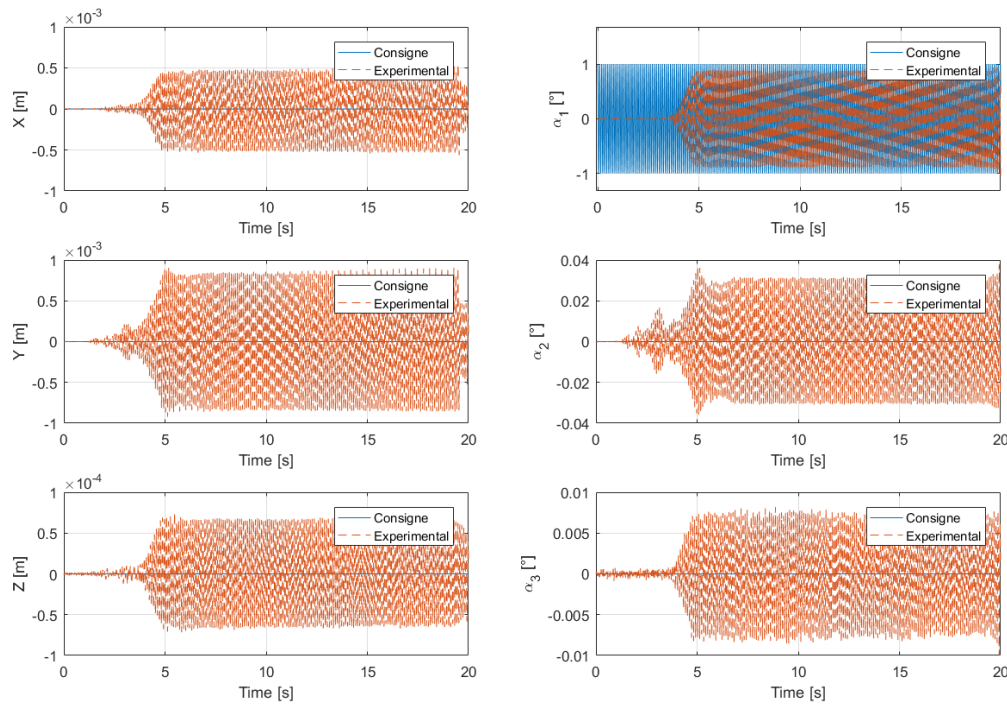 ×10⁻³
1
0.5
0
-0.5
-1
X [m]
0 5 10 15 20
Time [s]
Consigne
Experimental
1
0
-1
α₁ [°]
0 5 10 15
Time [s]
Consigne
Experimental
×10⁻³
1
0.5
0
-0.5
-1
Y [m]
0 5 10 15 20
Time [s]
Consigne
Experimental
0.04
0.02
0
-0.02
-0.04
α₂ [°]
0 5 10 15 20
Time [s]
Consigne
Experimental
×10⁻⁴
1
0.5
0
-0.5
-1
Z [m]
0 5 10 15 20
Time [s]
Consigne
Experimental
0.01
0.005
0
-0.005
-0.01
α₃ [°]
0 5 10 15 20
Time [s]
Consigne
Experimental